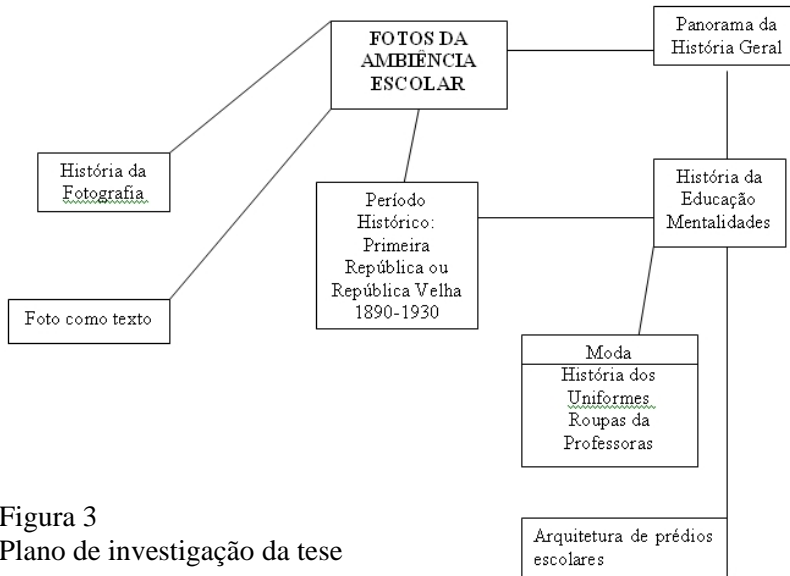 FOTOS DA
AMBIÊNCIA
ESCOLAR
Panorama da
História Geral
História da
Fotografia
Período
Histórico:
Primeira
República ou
República Velha
1890-1930
História da
Educação
Mentalidades
Foto como texto
Moda
História dos
Uniformes
Roupas da
Professoras
Figura 3
Plano de investigação da tese
Arquitetura de prédios
escolares